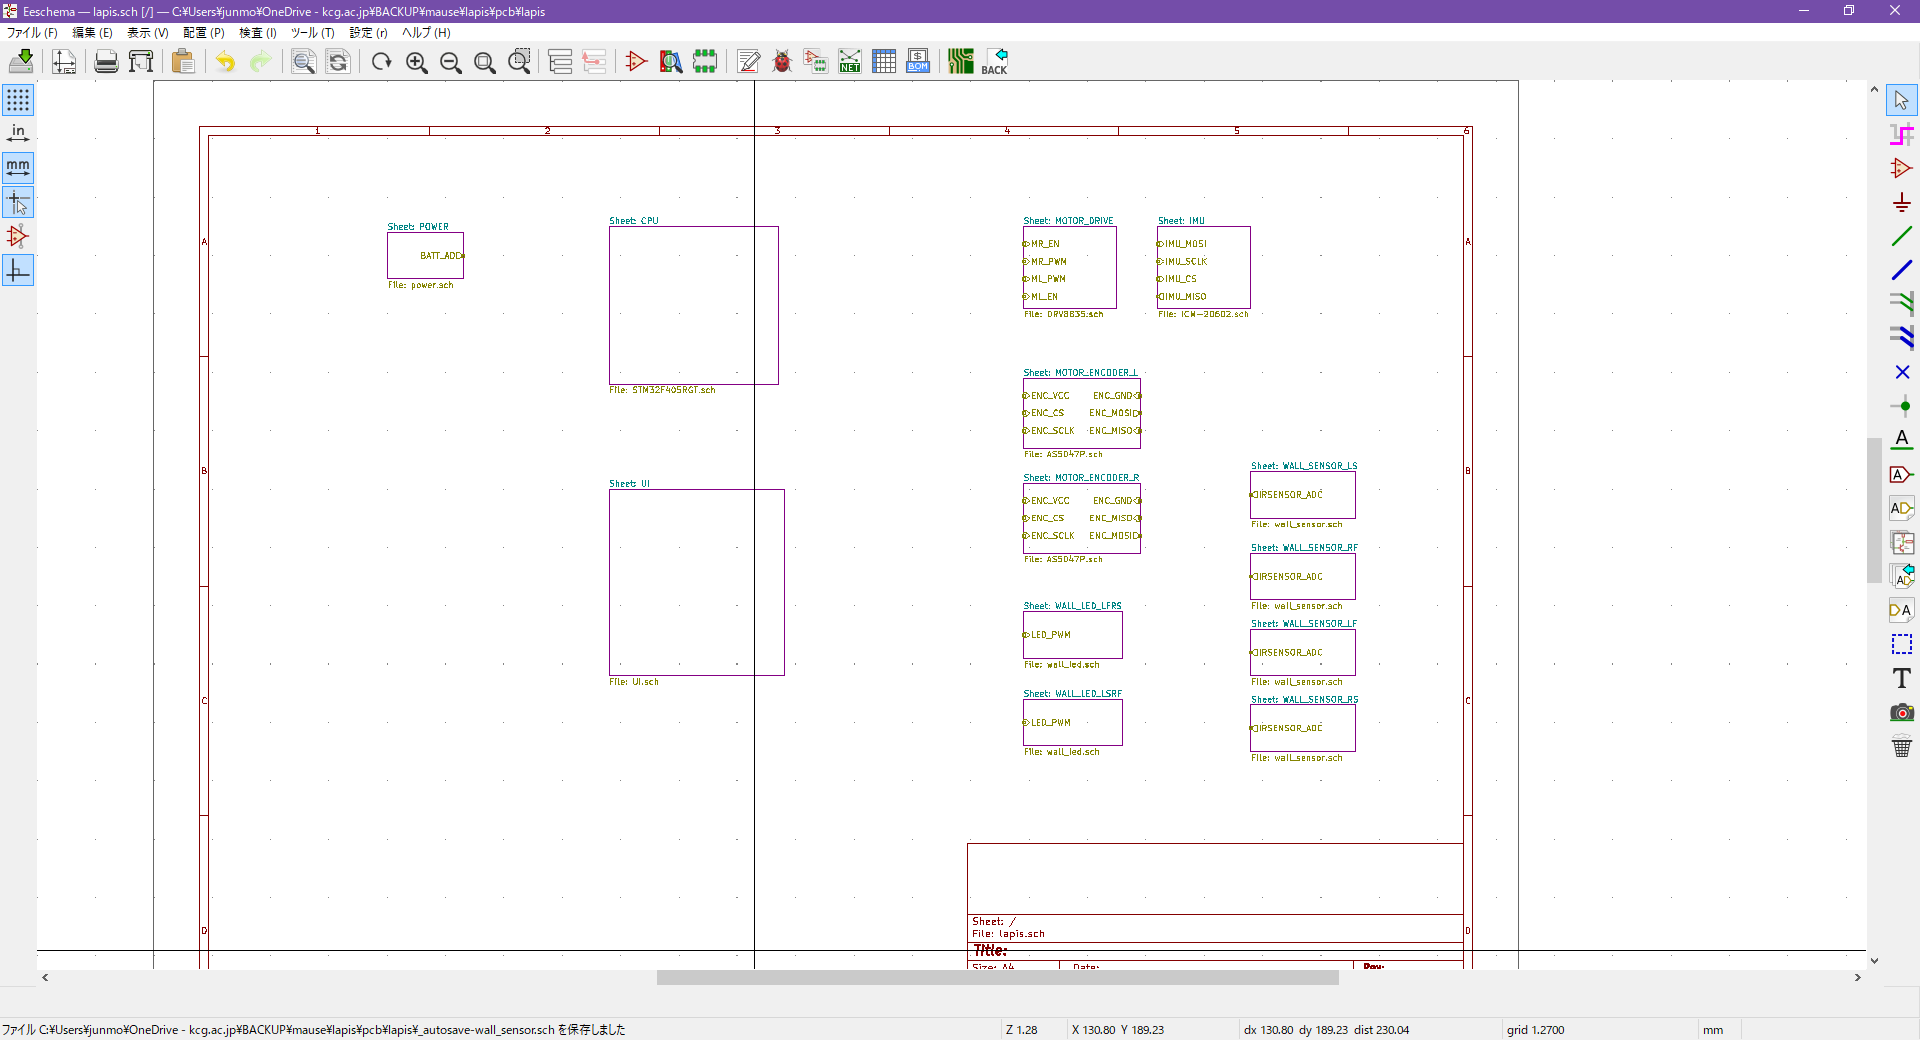 Eeschema — lapis.sch [/] — C:¥Users¥junmo¥OneDrive - kcg.ac.jp¥BACKUP¥mause¥lapis¥pcb¥lapis
ファイル (F) 編集 (E) 表示 (V) 配置 (P) 検査 (I) ツール (T) 設定 (r) ヘルプ (H)
NET
BOM
BACK
in
mm
1 2 3 4 5 6
A
A
B
B
C
C
D
D
Sheet: POWER
BATT_ADC
File: power.sch
Sheet: CPU
File: STM32F405RGT.sch
Sheet: UI
File: UI.sch
Sheet: MOTOR_DRIVE
MR_EN
MR_PWM
ML_PWM
ML_EN
File: DRV8835.sch
Sheet: IMU
IMU_MOSI
IMU_SCLK
IMU_CS
IMU_MISO
File: ICM-20602.sch
Sheet: MOTOR_ENCODER_L
ENC_VCC ENC_GND
ENC_CS ENC_MOSI
ENC_SCLK ENC_MISO
File: AS5047P.sch
Sheet: MOTOR_ENCODER_R
ENC_VCC ENC_GND
ENC_CS ENC_MISO
ENC_SCLK ENC_MOSI
File: AS5047P.sch
Sheet: WALL_LED_LFRS
LED_PWM
File: wall_led.sch
Sheet: WALL_LED_LSRF
LED_PWM
File: wall_led.sch
Sheet: WALL_SENSOR_LS
IRSENSOR_ADC
File: wall_sensor.sch
Sheet: WALL_SENSOR_RF
IRSENSOR_ADC
File: wall_sensor.sch
Sheet: WALL_SENSOR_LF
IRSENSOR_ADC
File: wall_sensor.sch
Sheet: WALL_SENSOR_RS
IRSENSOR_ADC
File: wall_sensor.sch
Sheet: /
File: lapis.sch
Title:
Size: A4 Date: Rev:
A
A
AD
AD
DA
T
ファイル C:¥Users¥junmo¥OneDrive - kcg.ac.jp¥BACKUP¥mause¥lapis¥pcb¥lapis¥_autosave-wall_sensor.sch を保存しました
Z 1.28
X 130.80 Y 189.23
dx 130.80 dy 189.23 dist 230.04
grid 1.2700
mm